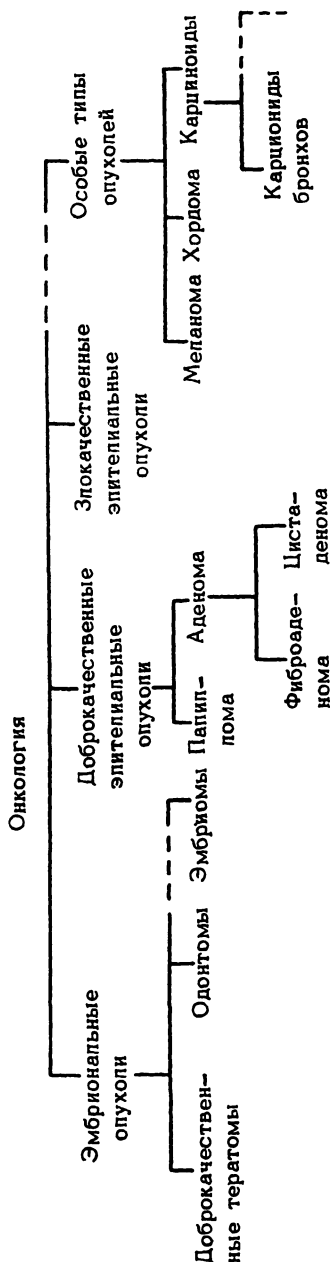 Онкология
Эмбриональные
опухоли
Доброкачественные
эпителиальные
опухоли
Злокачественные
эпителиальные
опухоли
Особые типы
опухолей
Доброкачествен-
ные тератомы
Одонтомы
Эмбриомы
Папил-
лома
Аденома
Меланома
Хордома
Карциноиды
Фиброаде-
нома
Циста-
денома
Карциониды
бронхов